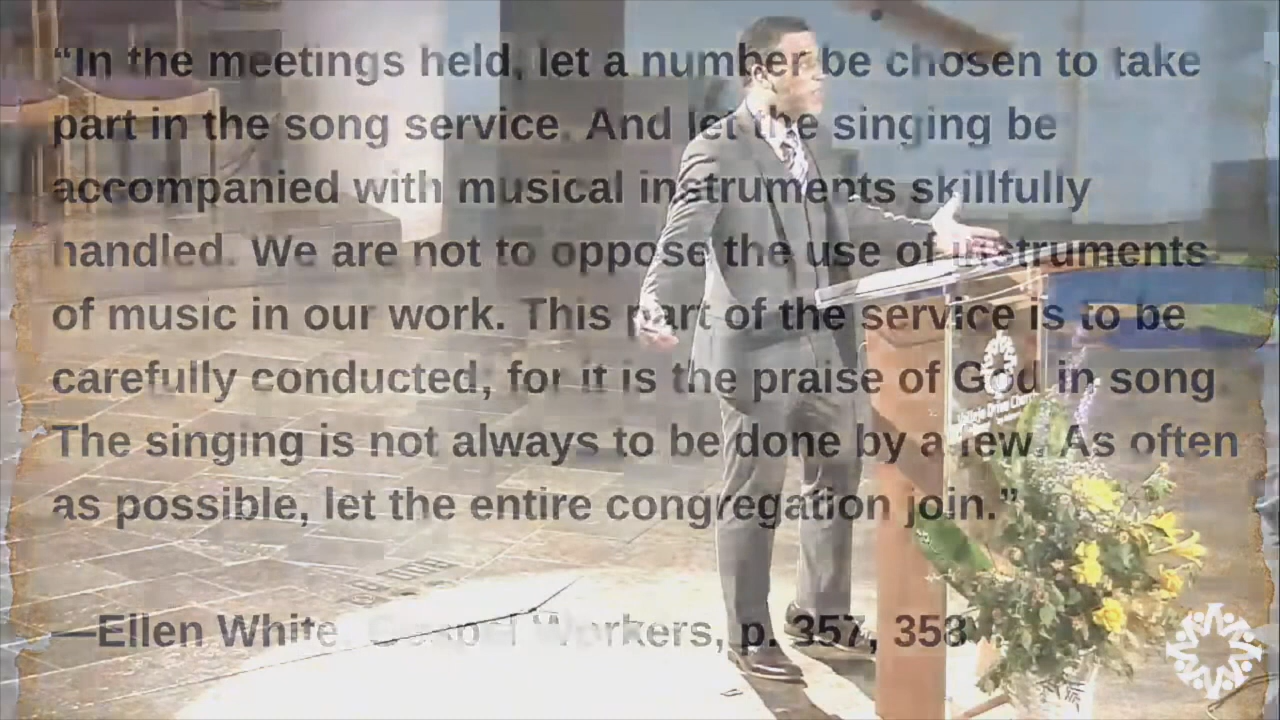 “In the meetings held, let a number be chosen to take
part in the song service. And let the singing be
accompanied with musical instruments skillfully
handled. We are not to oppose the use of instruments
of music in our work. This part of the service is to be
carefully conducted, for it is the praise of God in song.
The singing is not always to be done by a few. As often
as possible, let the entire congregation join.”
—Ellen White, Gospel Workers, p. 357, 358
Vallejo Drive Church